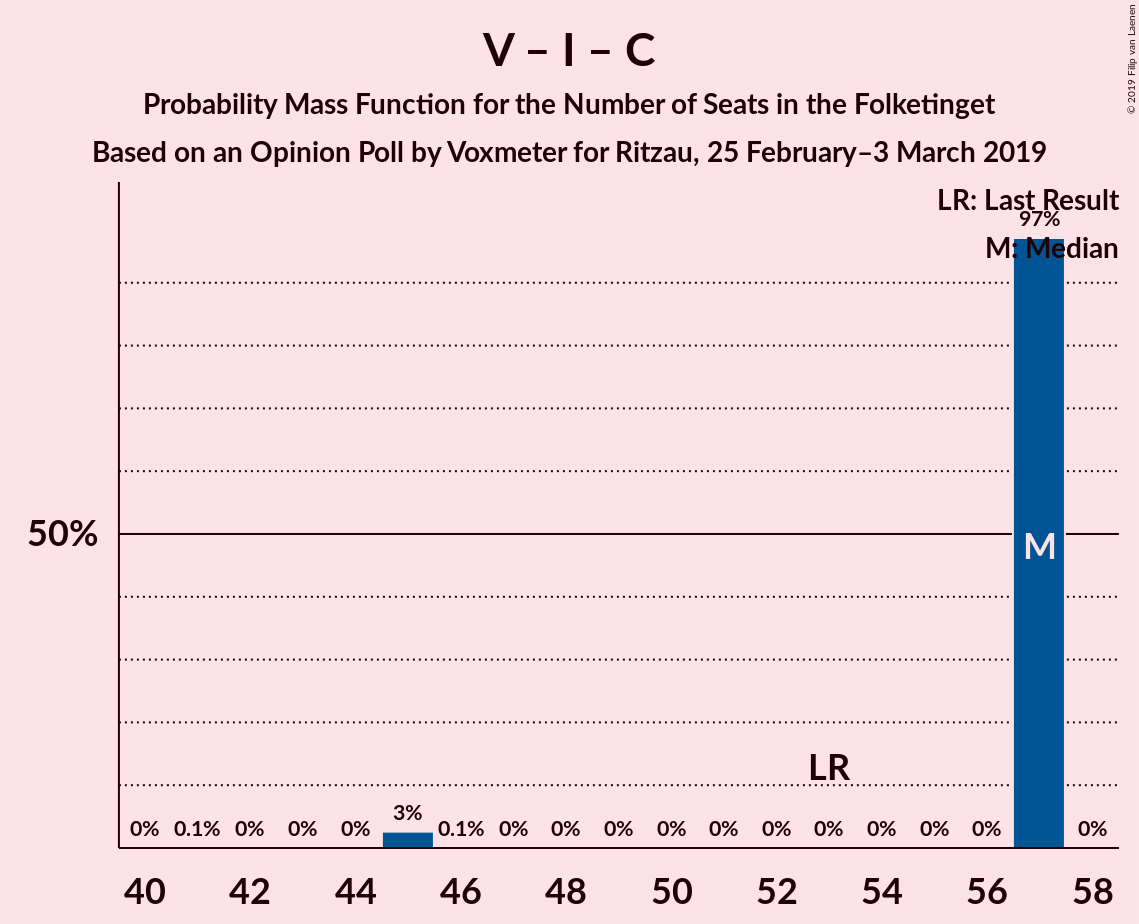 V – I – C
Probability Mass Function for the Number of Seats in the Folketinget
Based on an Opinion Poll by Voxmeter for Ritzau, 25 February–3 March 2019
© 2019 Filip van Laenen
LR: Last Result
97%
M: Median
50%
M
LR
0% 0.1% 0% 0% 0% 3% 0.1% 0% 0% 0% 0% 0% 0% 0% 0% 0% 0% 0%
40 42 44 46 48 50 52 54 56 58